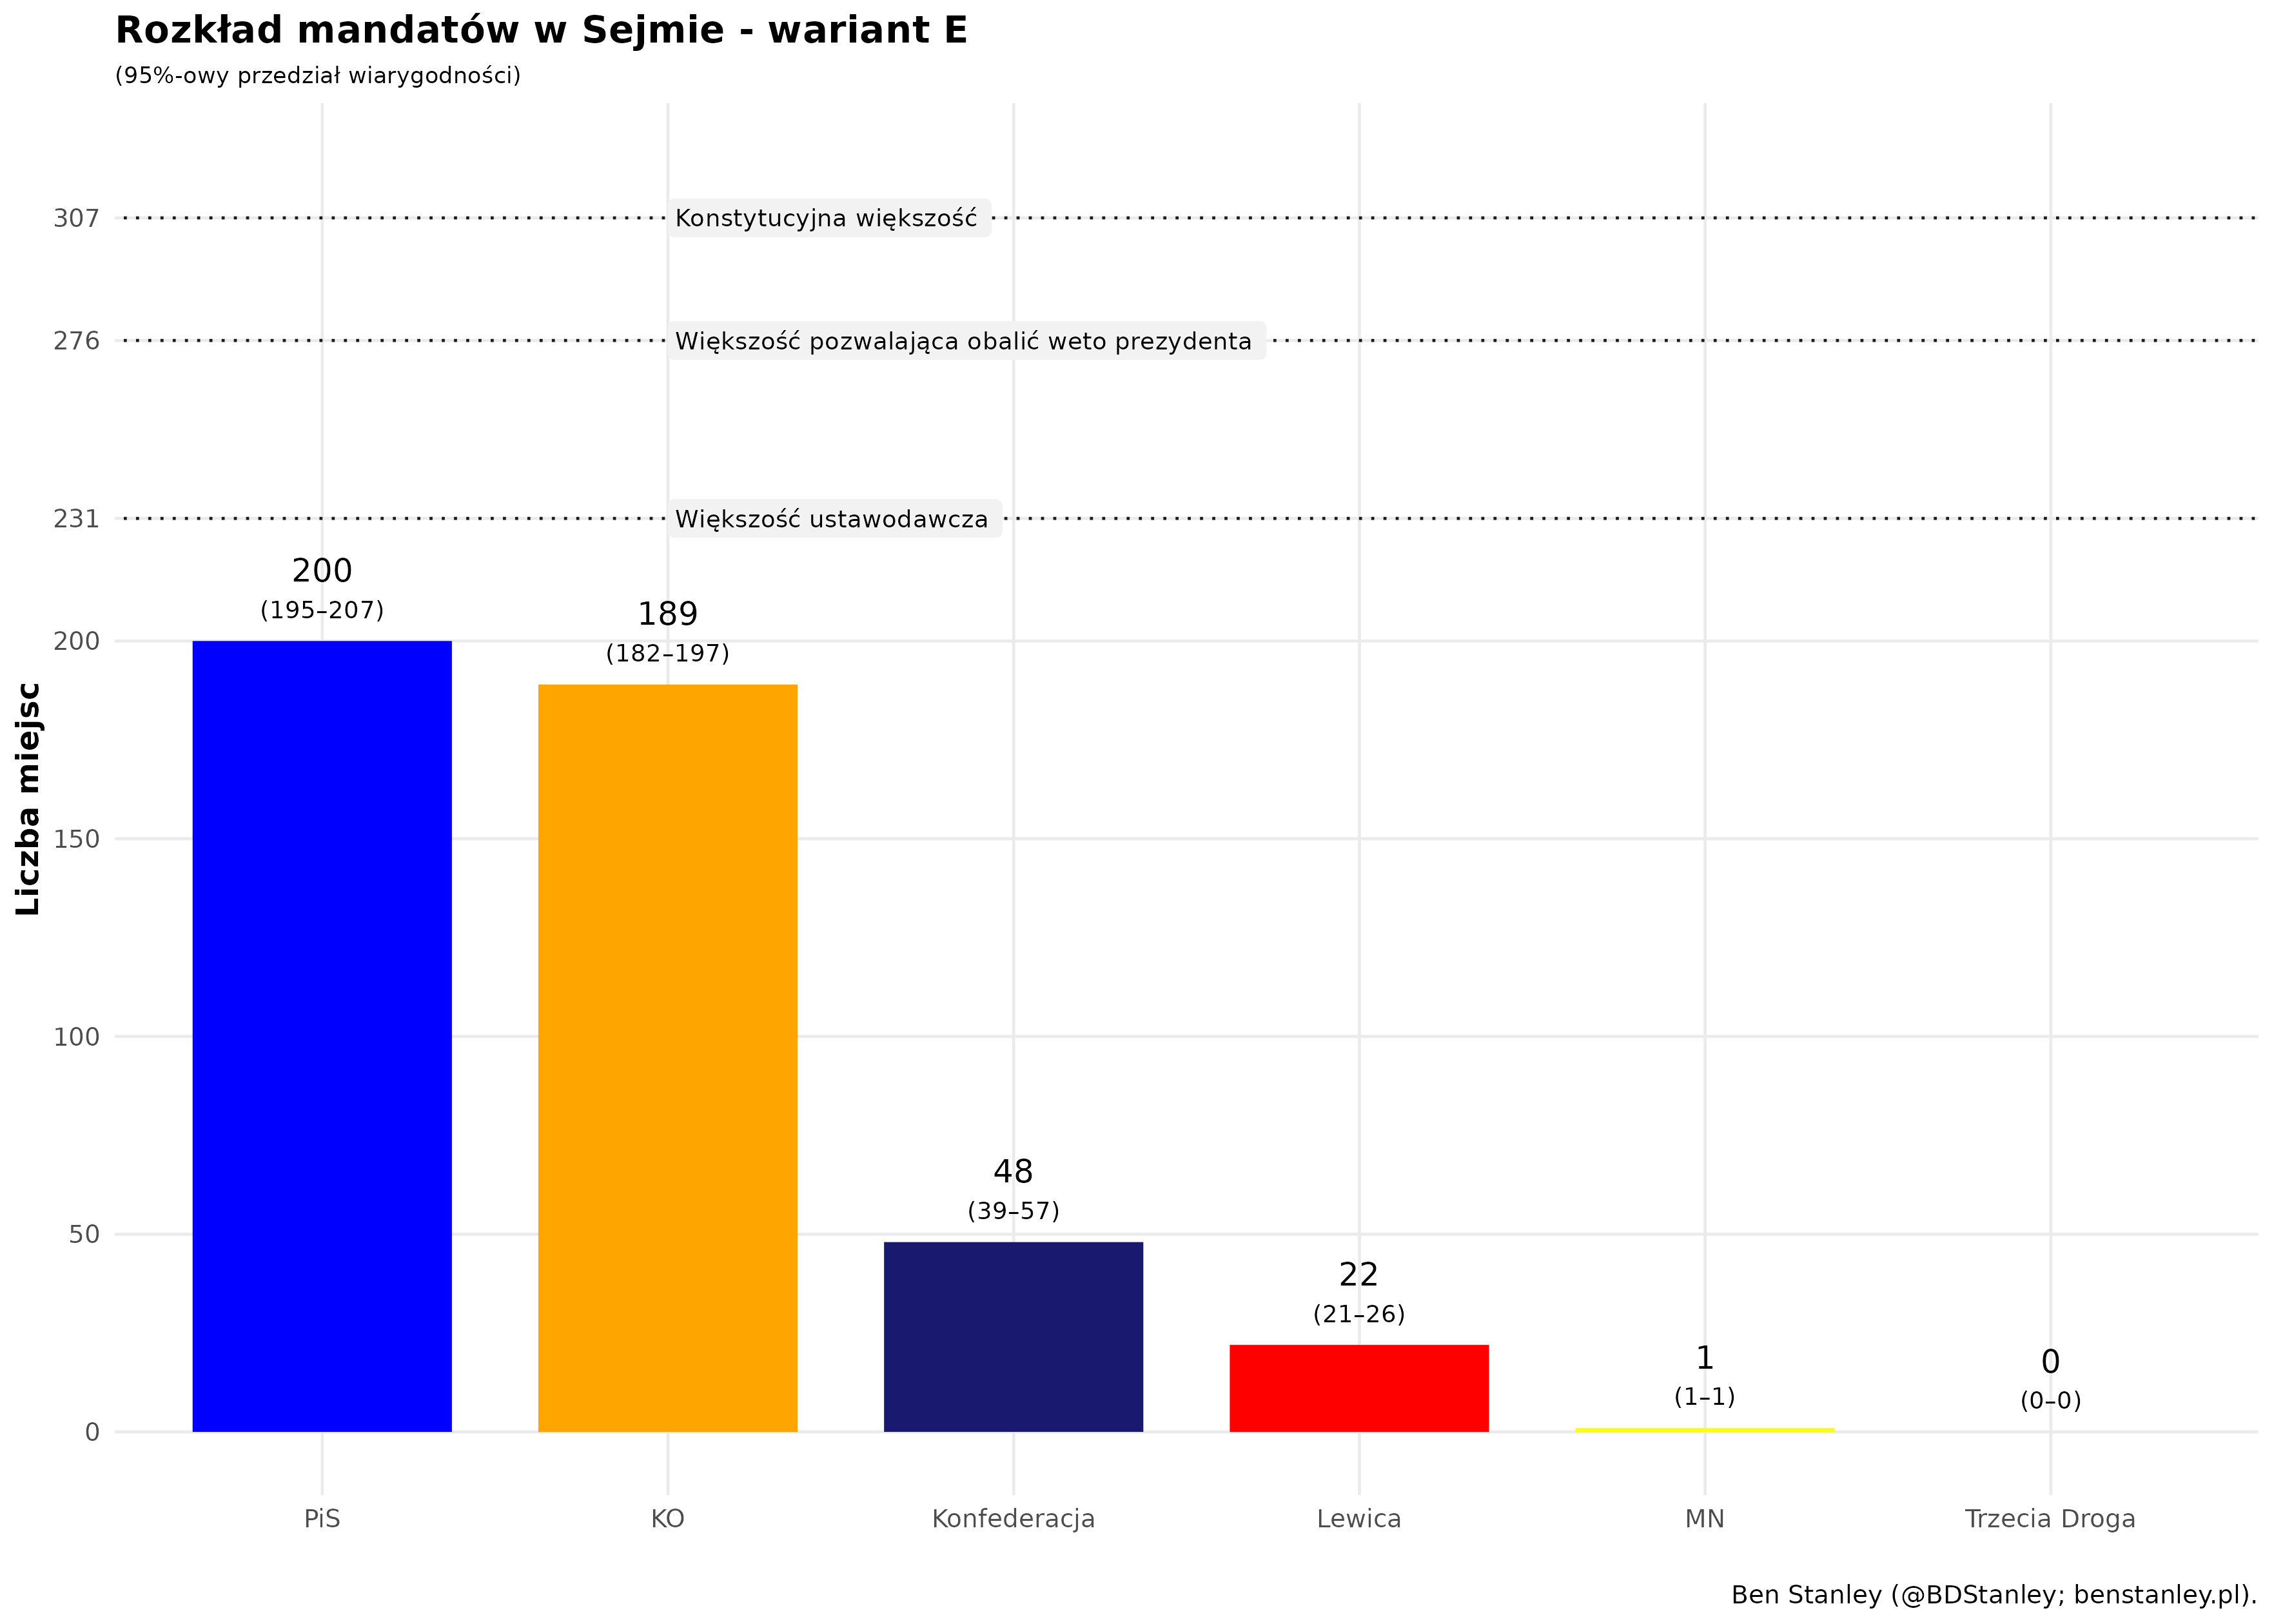 Rozkład mandatów w Sejmie - wariant E
(95%-owy przedział wiarygodności)
Liczba miejsc
307
Konstytucyjna większość
276
Większość pozwalająca obalić weto prezydenta
231
Większość ustawodawcza
200
150
100
50
0
200
(195–207)
189
(182–197)
48
(39–57)
22
(21–26)
1
(1–1)
0
(0–0)
PiS
KO
Konfederacja
Lewica
MN
Trzecia Droga
Ben Stanley (@BDStanley; benstanley.pl).